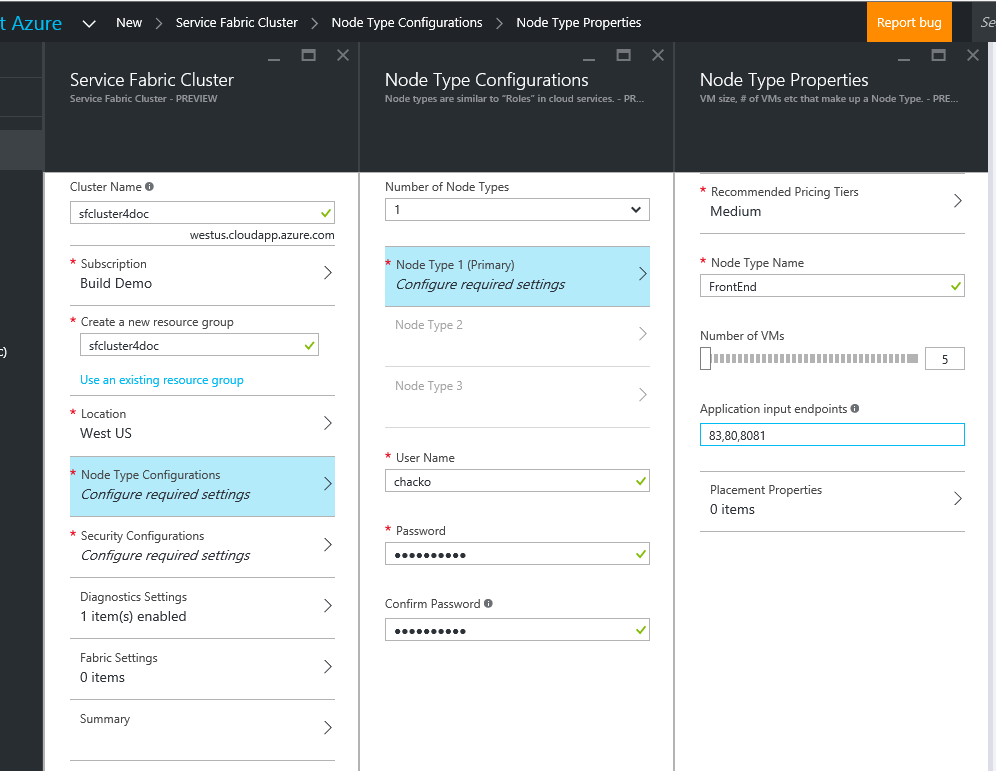 t Azure
New
Service Fabric Cluster
Node Type Configurations
Node Type Properties
Report bug
Se
c)
Service Fabric Cluster
Service Fabric Cluster - PREVIEW
Cluster Name
sfcluster4doc
westus.cloudapp.azure.com
* Subscription
Build Demo
* Create a new resource group
sfcluster4doc
Use an existing resource group
* Location
West US
* Node Type Configurations
Configure required settings
* Security Configurations
Configure required settings
Diagnostics Settings
1 item(s) enabled
Fabric Settings
0 items
Summary
Node Type Configurations
Node types are similar to "Roles" in cloud services. - PR...
Number of Node Types
1
* Node Type 1 (Primary)
Configure required settings
Node Type 2
Node Type 3
* User Name
chacko
* Password
●●●●●●●●●●
Confirm Password
●●●●●●●●●●
Node Type Properties
VM size, # of VMs etc that make up a Node Type. - PRE...
* Recommended Pricing Tiers
Medium
* Node Type Name
FrontEnd
Number of VMs
5
Application input endpoints
83,80,8081
Placement Properties
0 items